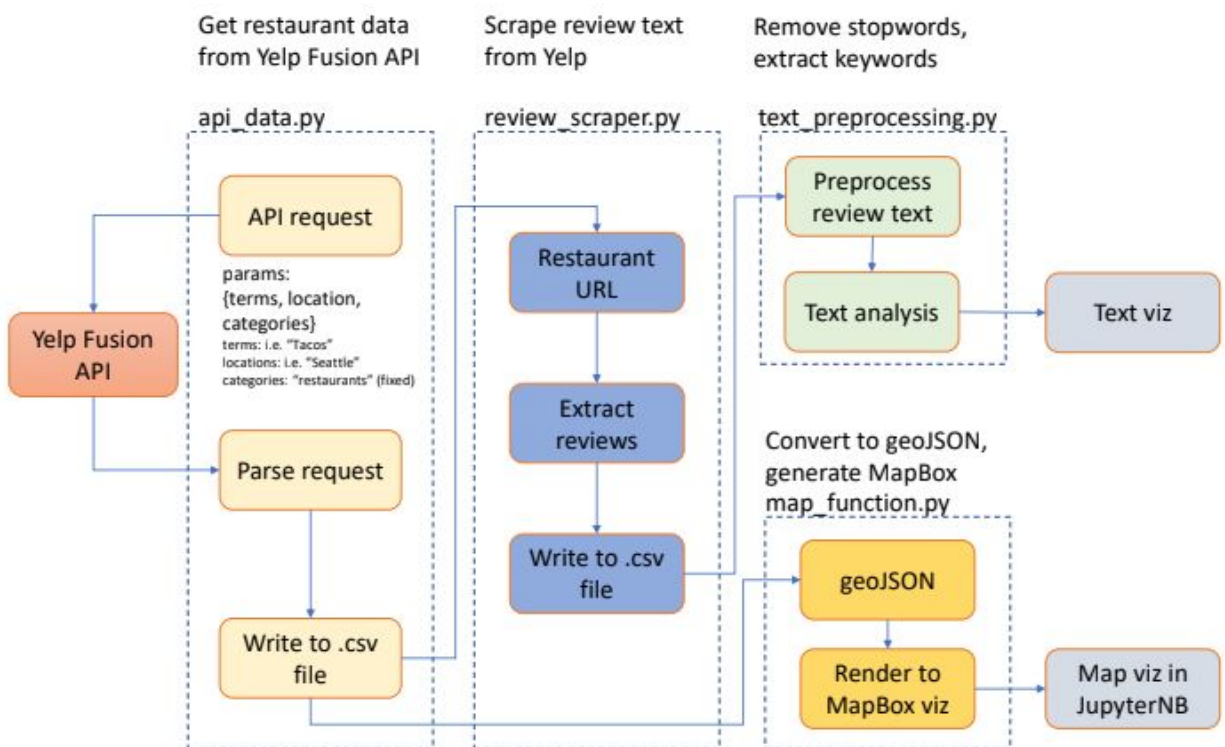 Get restaurant data
from Yelp Fusion API
api_data.py
API request
params:
{terms, location,
categories}
terms: i.e. “Tacos”
locations: i.e. “Seattle”
categories: “restaurants” (fixed)
Yelp Fusion
API
Parse request
Write to .csv
file
Scrape review text
from Yelp
review_scraper.py
Restaurant
URL
Extract
reviews
Write to .csv
file
Remove stopwords,
extract keywords
text_preprocessing.py
Preprocess
review text
Text analysis
Text viz
Convert to geoJSON,
generate MapBox
map_function.py
geoJSON
Render to
MapBox viz
Map viz in
JupyterNB